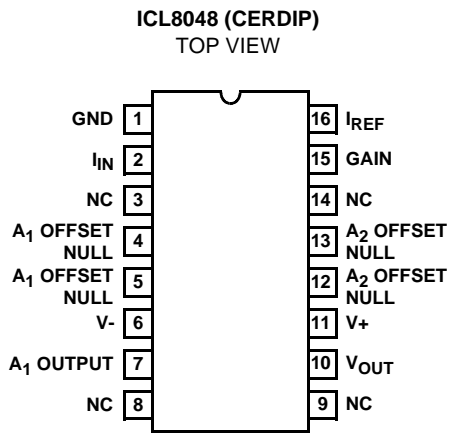 ICL8048 (CERDIP)
TOP VIEW
GND 1
I_IN 2
NC 3
A1 OFFSET
NULL 4
A1 OFFSET
NULL 5
V- 6
A1 OUTPUT 7
NC 8
16 IREF
15 GAIN
14 NC
13 A2 OFFSET
NULL
12 A2 OFFSET
NULL
11 V+
10 VOUT
9 NC